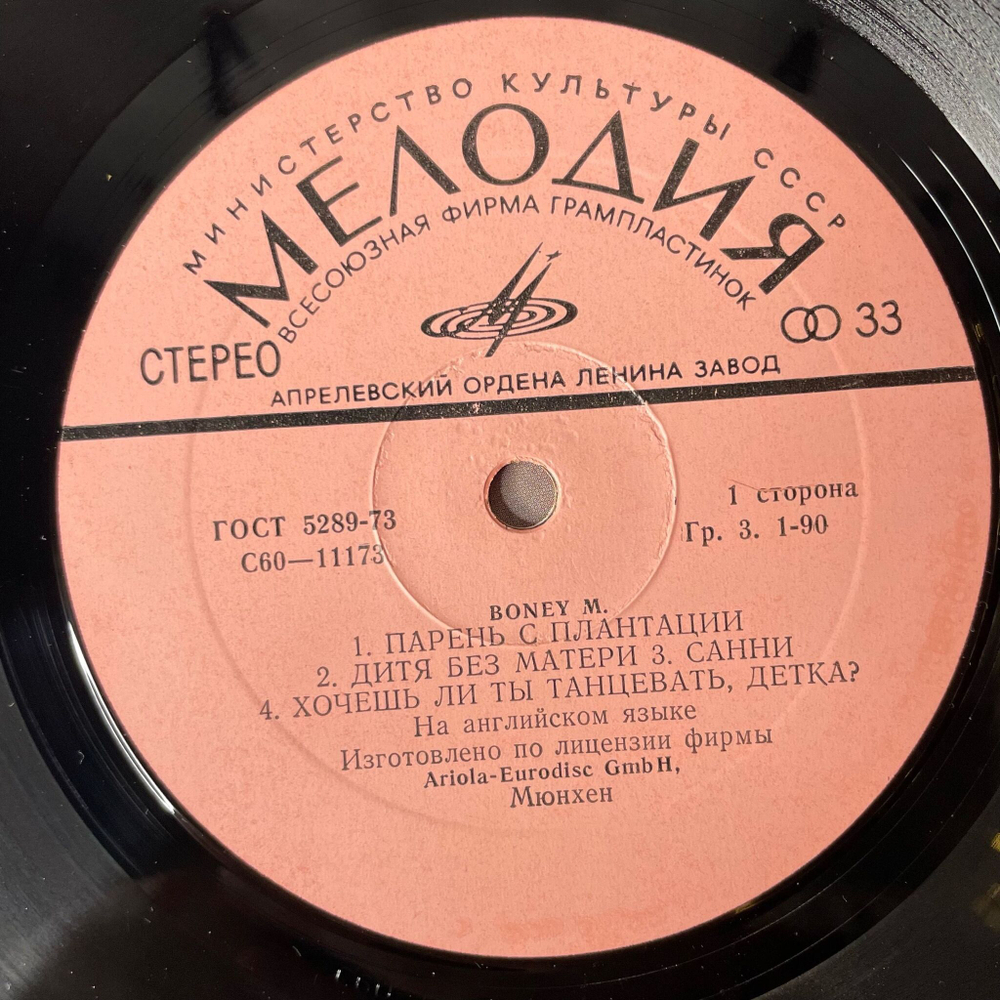 МИНИСТЕРСТВО КУЛЬТУРЫ СССР
МЕЛОДИЯ
ВСЕСОЮЗНАЯ ФИРМА ГРАМПЛАСТИНОК
СТЕРЕО
33
АПРЕЛЕВСКИЙ ОРДЕНА ЛЕНИНА ЗАВОД
ГОСТ 5289-73
С60—11173
1 сторона
Гр. 3. 1-90
BONEY M.
1. ПАРЕНЬ С ПЛАНТАЦИИ
2. ДИТЯ БЕЗ МАТЕРИ 3. САННИ
4. ХОЧЕШЬ ЛИ ТЫ ТАНЦЕВАТЬ, ДЕТКА?
На английском языке
Изготовлено по лицензии фирмы
Ariola-Eurodisc GmbH,
Мюнхен